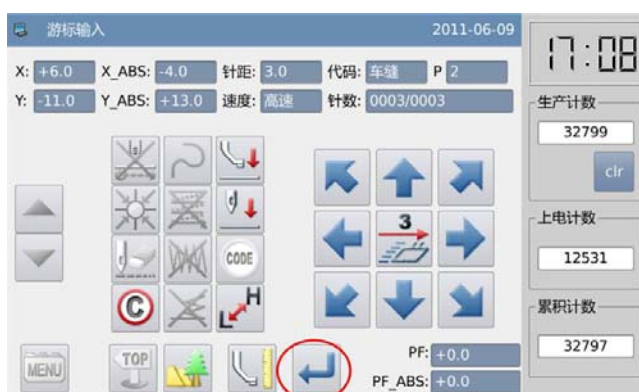 游标输入 2011-06-09
17:08
X: +6.0 X_ABS: -4.0 针距: 3.0 代码: 车缝 P 2
Y: -11.0 Y_ABS: +13.0 速度: 高速 针数: 0003/0003
生产计数
32799
clr
上电计数
12531
累积计数
32797
3
CODE
C
L H
MENU
TOP
PF: +0.0
PF_ABS: +0.0